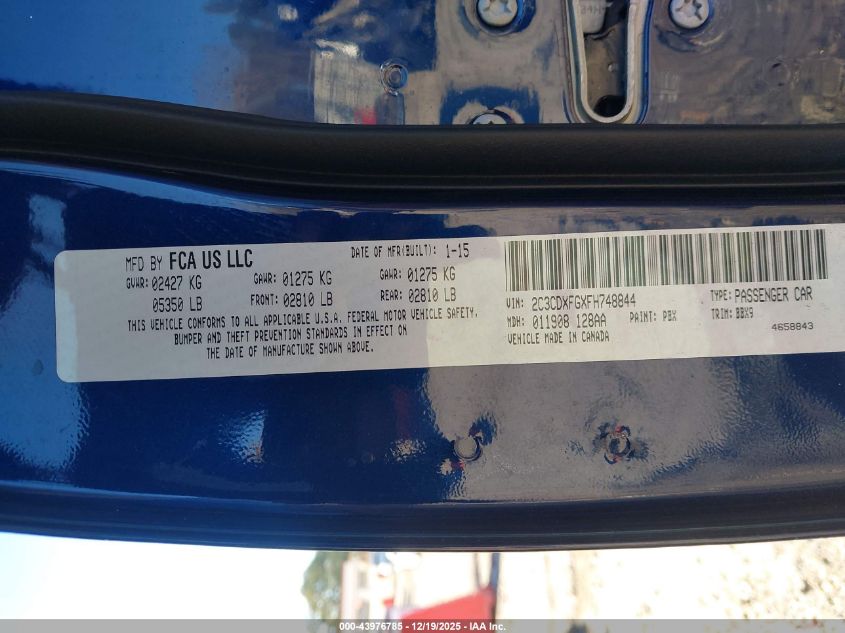 MFD BY FCA US LLC DATE OF MFR(BUILT): 1-15
GVWR: 02427 KG GAWR: 01275 KG GAWR: 01275 KG
05350 LB FRONT: 02810 LB REAR: 02810 LB
THIS VEHICLE CONFORMS TO ALL APPLICABLE U.S.A. FEDERAL MOTOR VEHICLE SAFETY,
BUMPER AND THEFT PREVENTION STANDARDS IN EFFECT ON
THE DATE OF MANUFACTURE SHOWN ABOVE.
VIN: 2C3CDXFGXFH748844 TYPE: PASSENGER CAR
MDH: 011908 128AA PAINT: PBX TRIM: BBX9
VEHICLE MADE IN CANADA 4658843
000-43976785 - 12/19/2025 - IAA Inc.